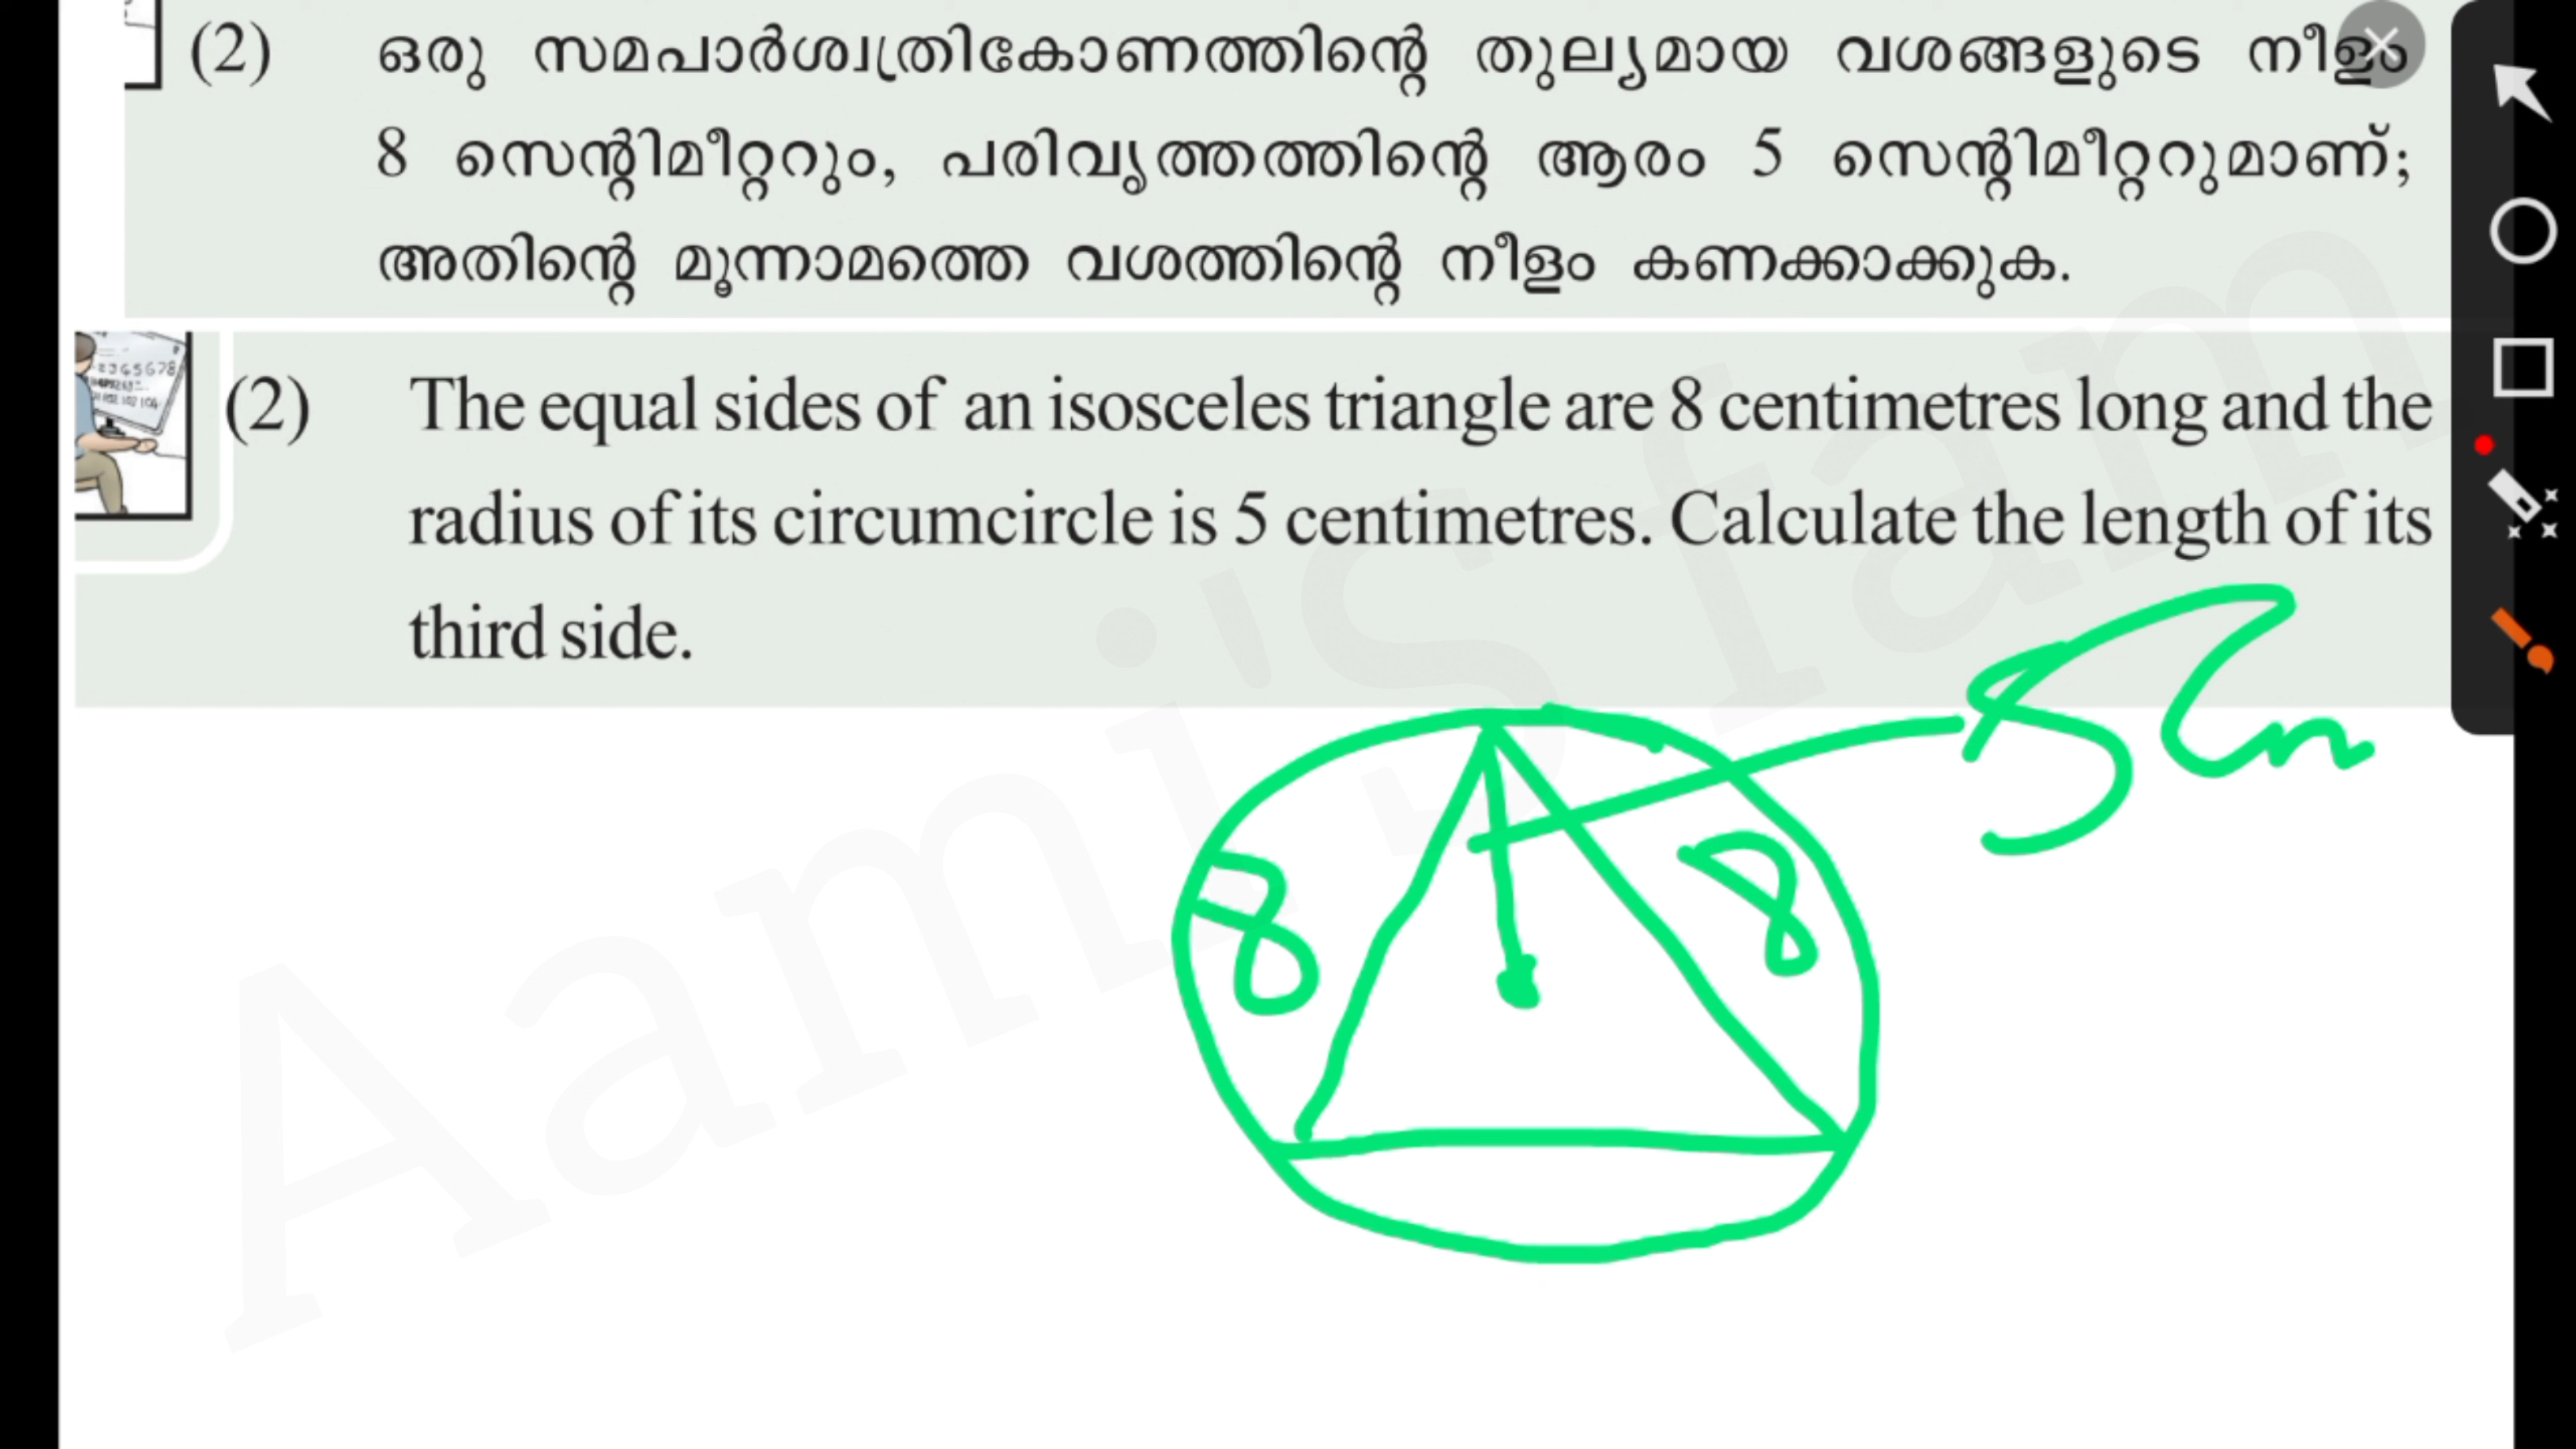 (2) ഒരു സമപാർശ്വത്രികോണത്തിന്റെ തുല്യമായ വശങ്ങളുടെ നീളം
8 സെന്റിമീറ്ററും, പരിവൃത്തത്തിന്റെ ആരം 5 സെന്റിമീറ്ററുമാണ്;
അതിന്റെ മൂന്നാമത്തെ വശത്തിന്റെ നീളം കണക്കാക്കുക.
(2) The equal sides of an isosceles triangle are 8 centimetres long and the
radius of its circumcircle is 5 centimetres. Calculate the length of its
third side.
5cm
8 8
Aami'S fam